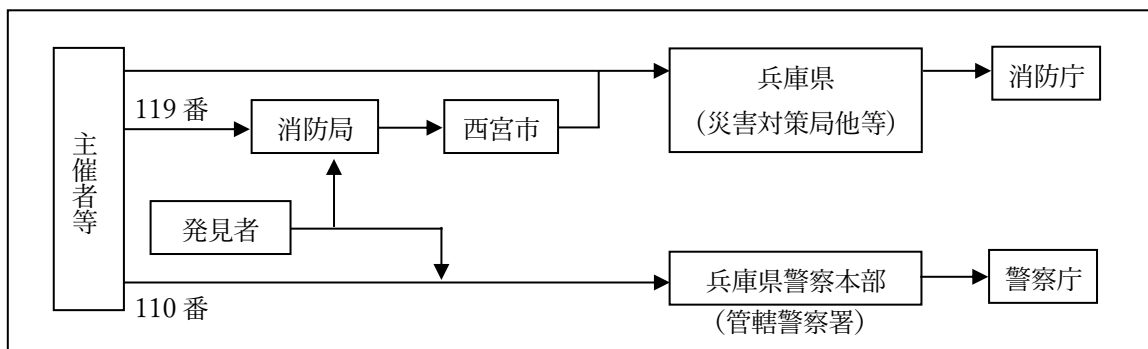 主催者等
119 番
消防局
西宮市
兵庫県
（災害対策局他等）
消防庁
発見者
110 番
兵庫県警察本部
（管轄警察署）
警察庁